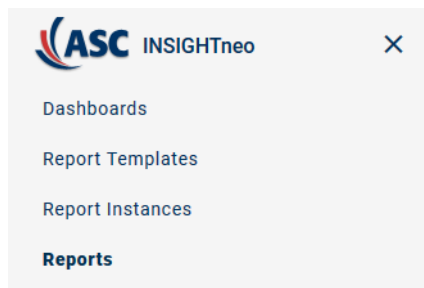 ASC INSIGHTneo
Dashboards
Report Templates
Report Instances
Reports